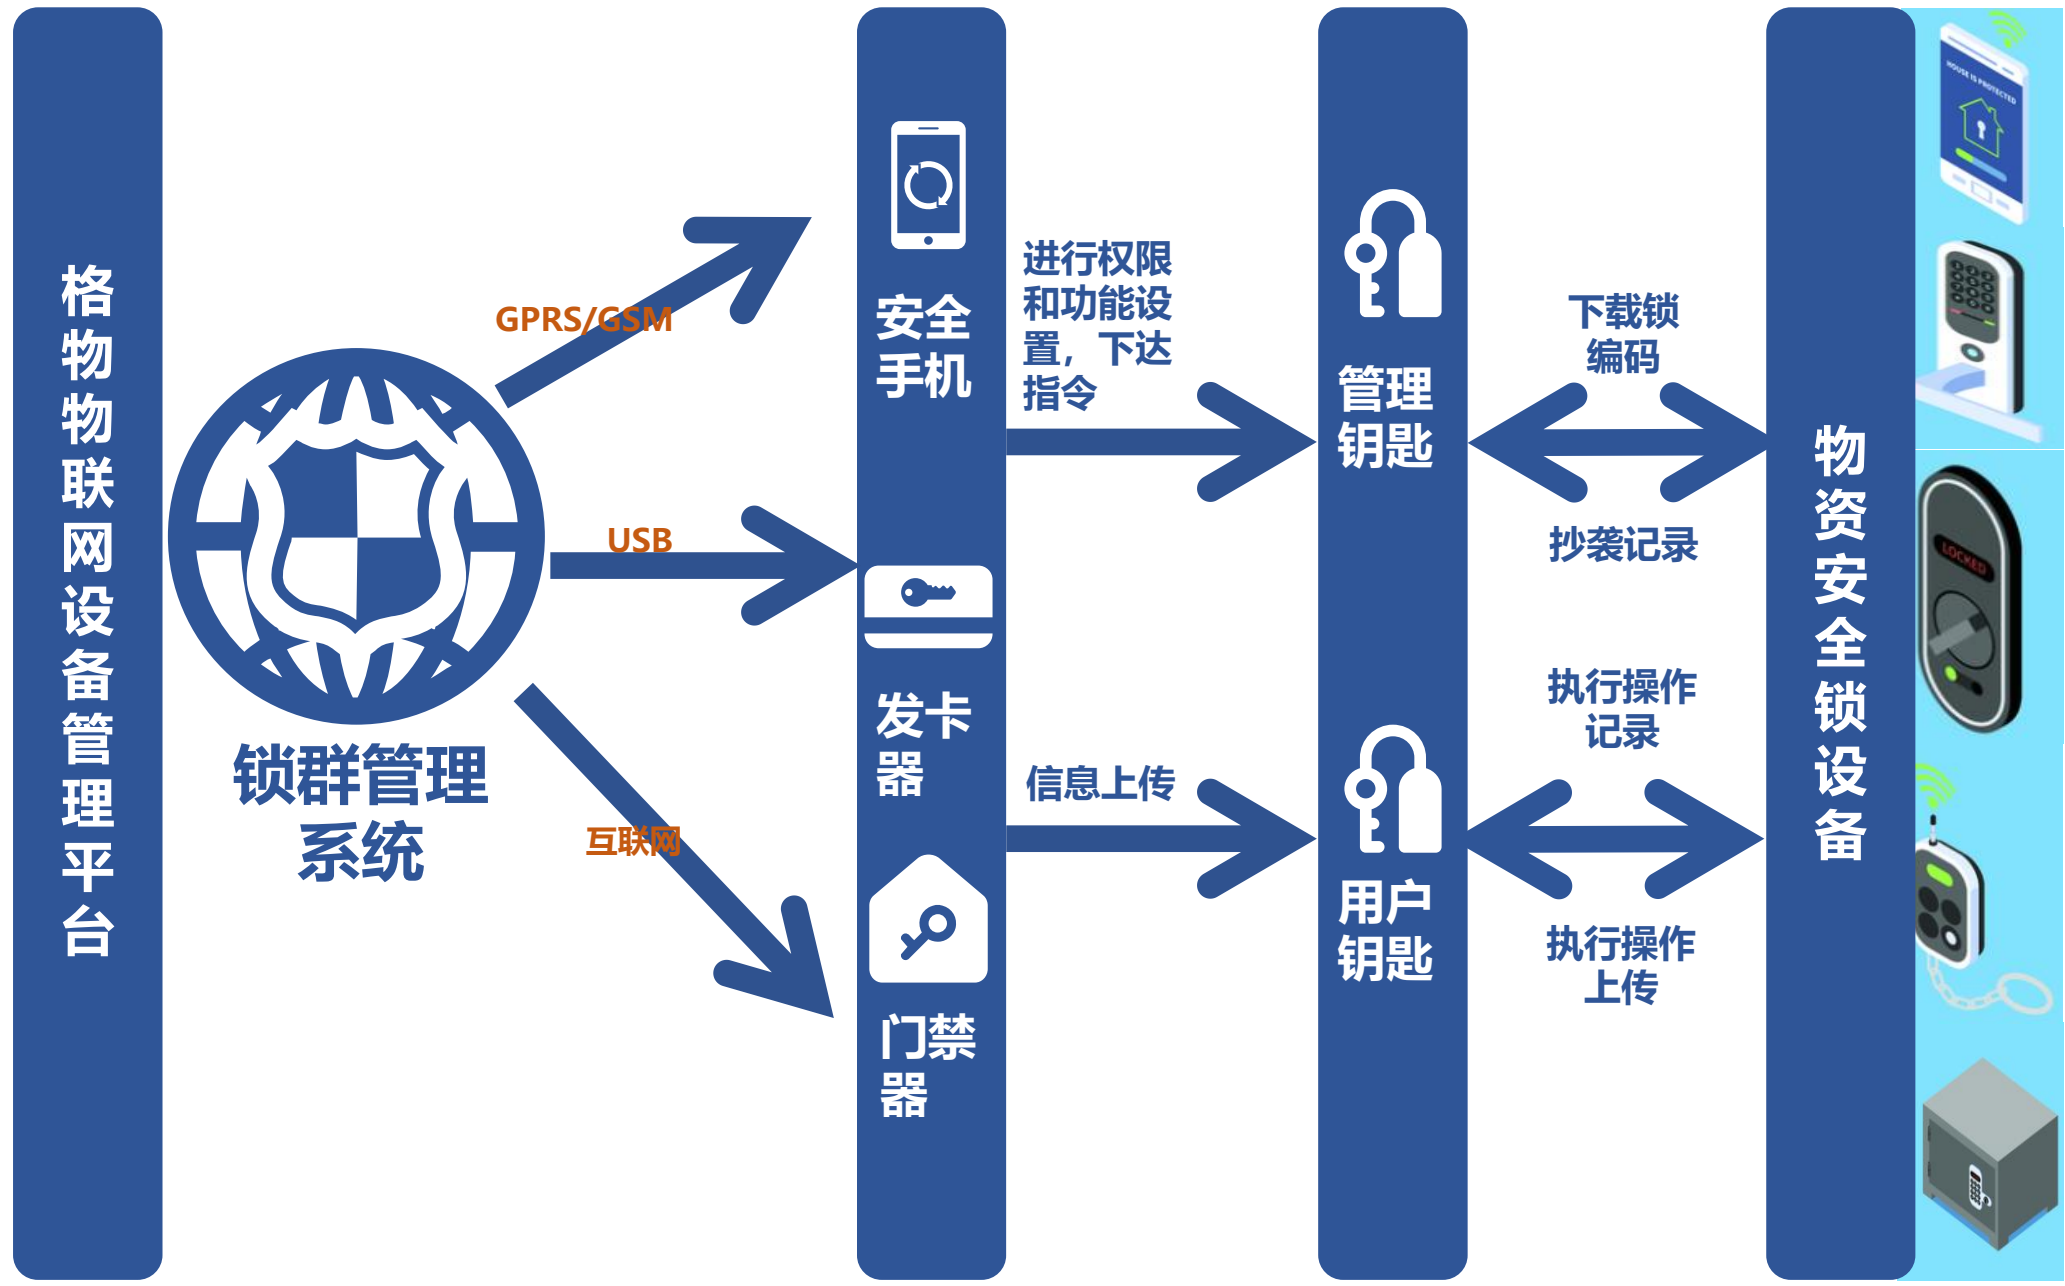 格物物联网设备管理平台
GPRS/GSM
USB
互联网
锁群管理
系统
安全
手机
发卡
器
门禁
器
进行权限
和功能设
置，下达
指令
信息上传
管理
钥匙
用户
钥匙
下载锁
编码
抄袭记录
执行操作
记录
执行操作
上传
物资安全锁设备
HOUSE IS PROTECTED
LOCKED